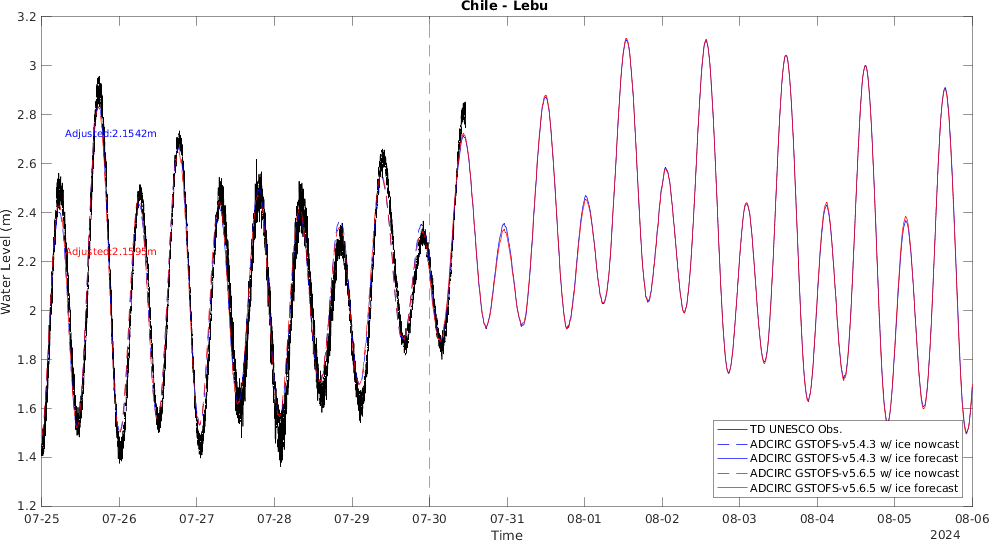 Chile - Lebu
3.2
3
2.8
2.6
2.4
2.2
2
1.8
1.6
1.4
1.2
Water Level (m)
Adjusted:2.1542m
Adjusted:2.1595m
TD UNESCO Obs.
ADCIRC GSTOFS-v5.4.3 w/ ice nowcast
ADCIRC GSTOFS-v5.4.3 w/ ice forecast
ADCIRC GSTOFS-v5.6.5 w/ ice nowcast
ADCIRC GSTOFS-v5.6.5 w/ ice forecast
07-25 07-26 07-27 07-28 07-29 07-30 07-31 08-01 08-02 08-03 08-04 08-05 08-06
Time
2024